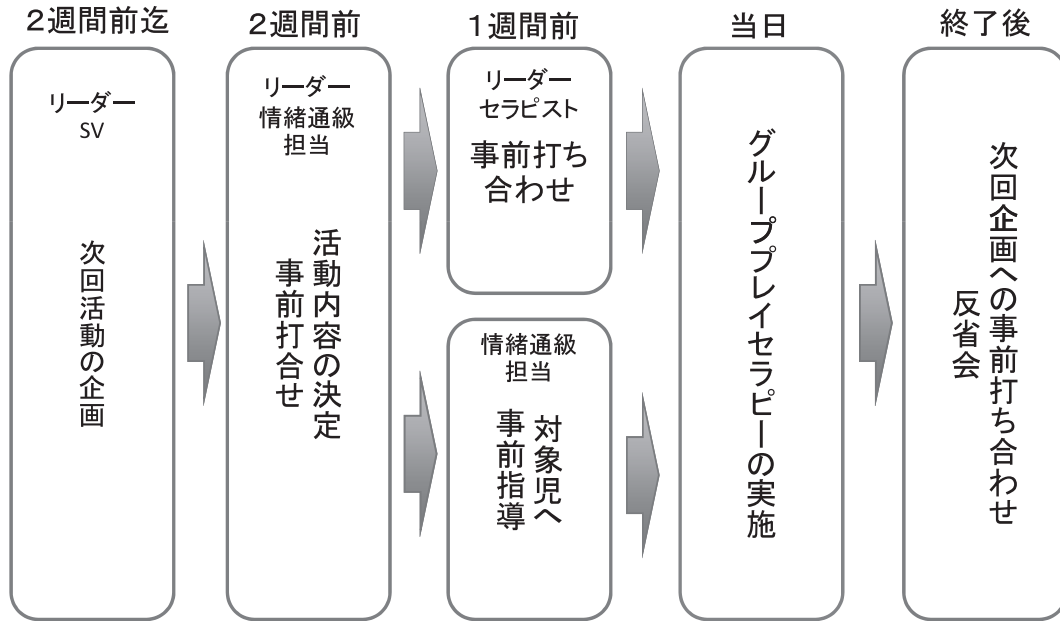 2週間前迄
リーダー
SV
次回活動の企画
2週間前
リーダー
情緒通級
担当
活動内容の決定
事前打合せ
1週間前
リーダー
セラピスト
事前打ち
合わせ
情緒通級
担当
対象児へ
事前指導
当日
グループプレイセラピーの実施
終了後
次回企画への事前打ち合わせ
反省会